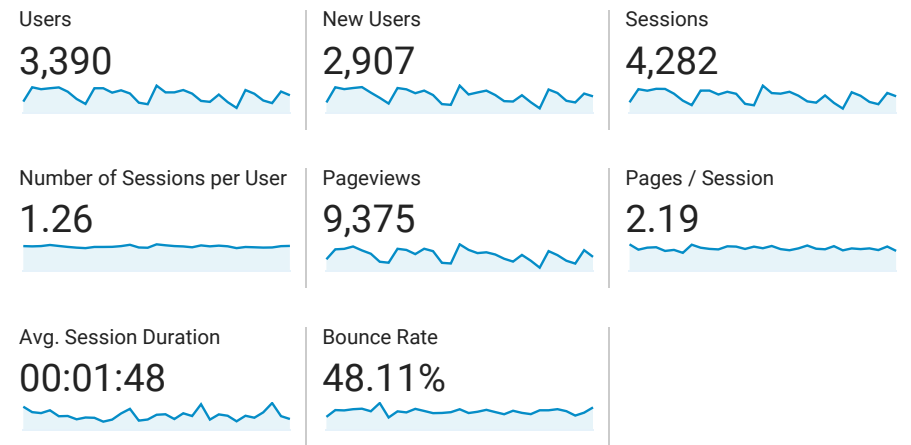 Users
3,390
New Users
2,907
Sessions
4,282
Number of Sessions per User
1.26
Pageviews
9,375
Pages / Session
2.19
Avg. Session Duration
00:01:48
Bounce Rate
48.11%